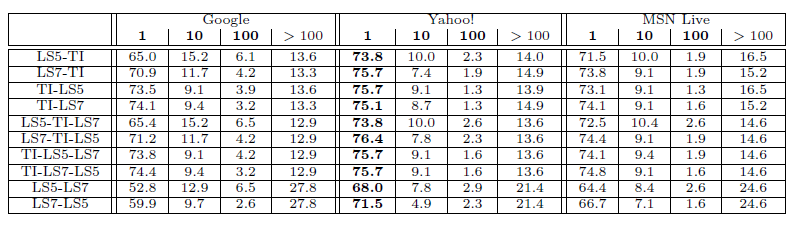 Google Yahoo! MSN Live
1 10 100 > 100 1 10 100 > 100 1 10 100 > 100
LS5-TI 65.0 15.2 6.1 13.6 73.8 10.0 2.3 14.0 71.5 10.0 1.9 16.5
LS7-TI 70.9 11.7 4.2 13.3 75.7 7.4 1.9 14.9 73.8 9.1 1.9 15.2
TI-LS5 73.5 9.1 3.9 13.6 75.7 9.1 1.3 13.9 73.1 9.1 1.3 16.5
TI-LS7 74.1 9.4 3.2 13.3 75.1 8.7 1.3 14.9 74.1 9.1 1.6 15.2
LS5-TI-LS7 65.4 15.2 6.5 12.9 73.8 10.0 2.6 13.6 72.5 10.4 2.6 14.6
LS7-TI-LS5 71.2 11.7 4.2 12.9 76.4 7.8 2.3 13.6 74.4 9.1 1.9 14.6
TI-LS5-LS7 73.8 9.1 4.2 12.9 75.7 9.1 1.6 13.6 74.1 9.4 1.9 14.6
TI-LS7-LS5 74.4 9.4 3.2 12.9 75.7 9.1 1.6 13.6 74.8 9.1 1.6 14.6
LS5-LS7 52.8 12.9 6.5 27.8 68.0 7.8 2.9 21.4 64.4 8.4 2.6 24.6
LS7-LS5 59.9 9.7 2.6 27.8 71.5 4.9 2.3 21.4 66.7 7.1 1.6 24.6